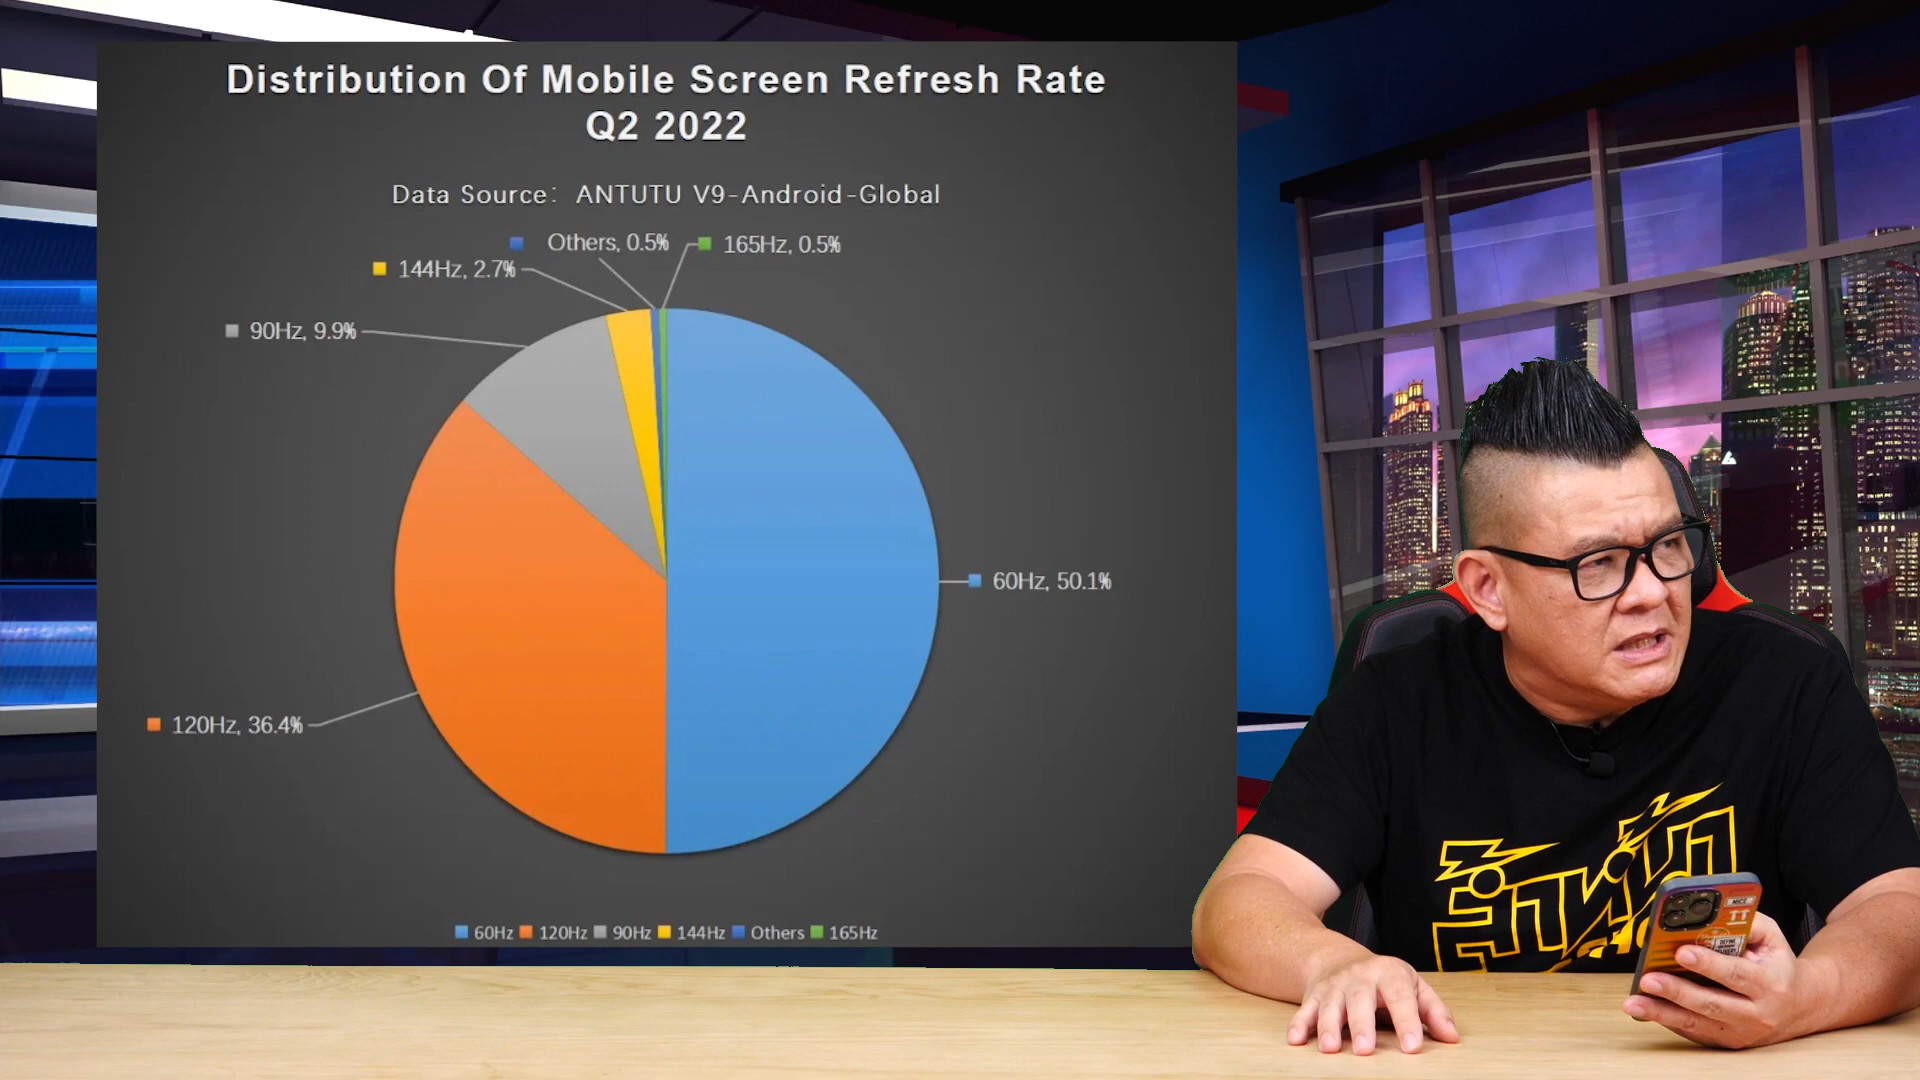 Distribution Of Mobile Screen Refresh Rate
Q2 2022
Data Source: ANTUTU V9-Android-Global
Others, 0.5%
165Hz, 0.5%
144Hz, 2.7%
90Hz, 9.9%
60Hz, 50.1%
120Hz, 36.4%
60Hz 120Hz 90Hz 144Hz Others 165Hz
NICE